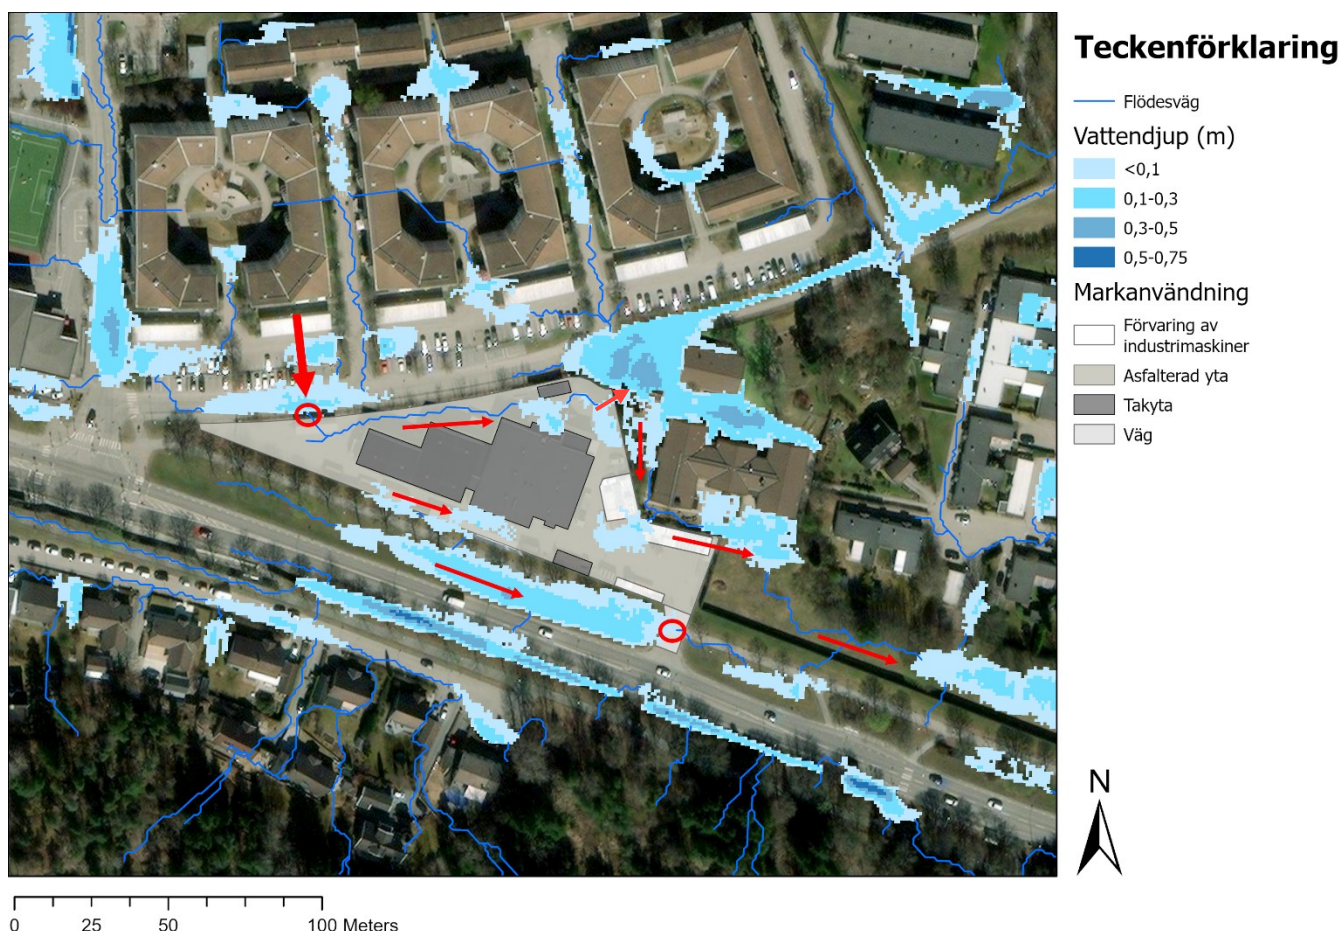 Teckenförklaring
Flödesväg
Vattendjup (m)
<0,1
0,1-0,3
0,3-0,5
0,5-0,75
Markanvändning
Förvaring av
industrimaskiner
Asfalterad yta
Takyta
Väg
N
0 25 50 100 Meters